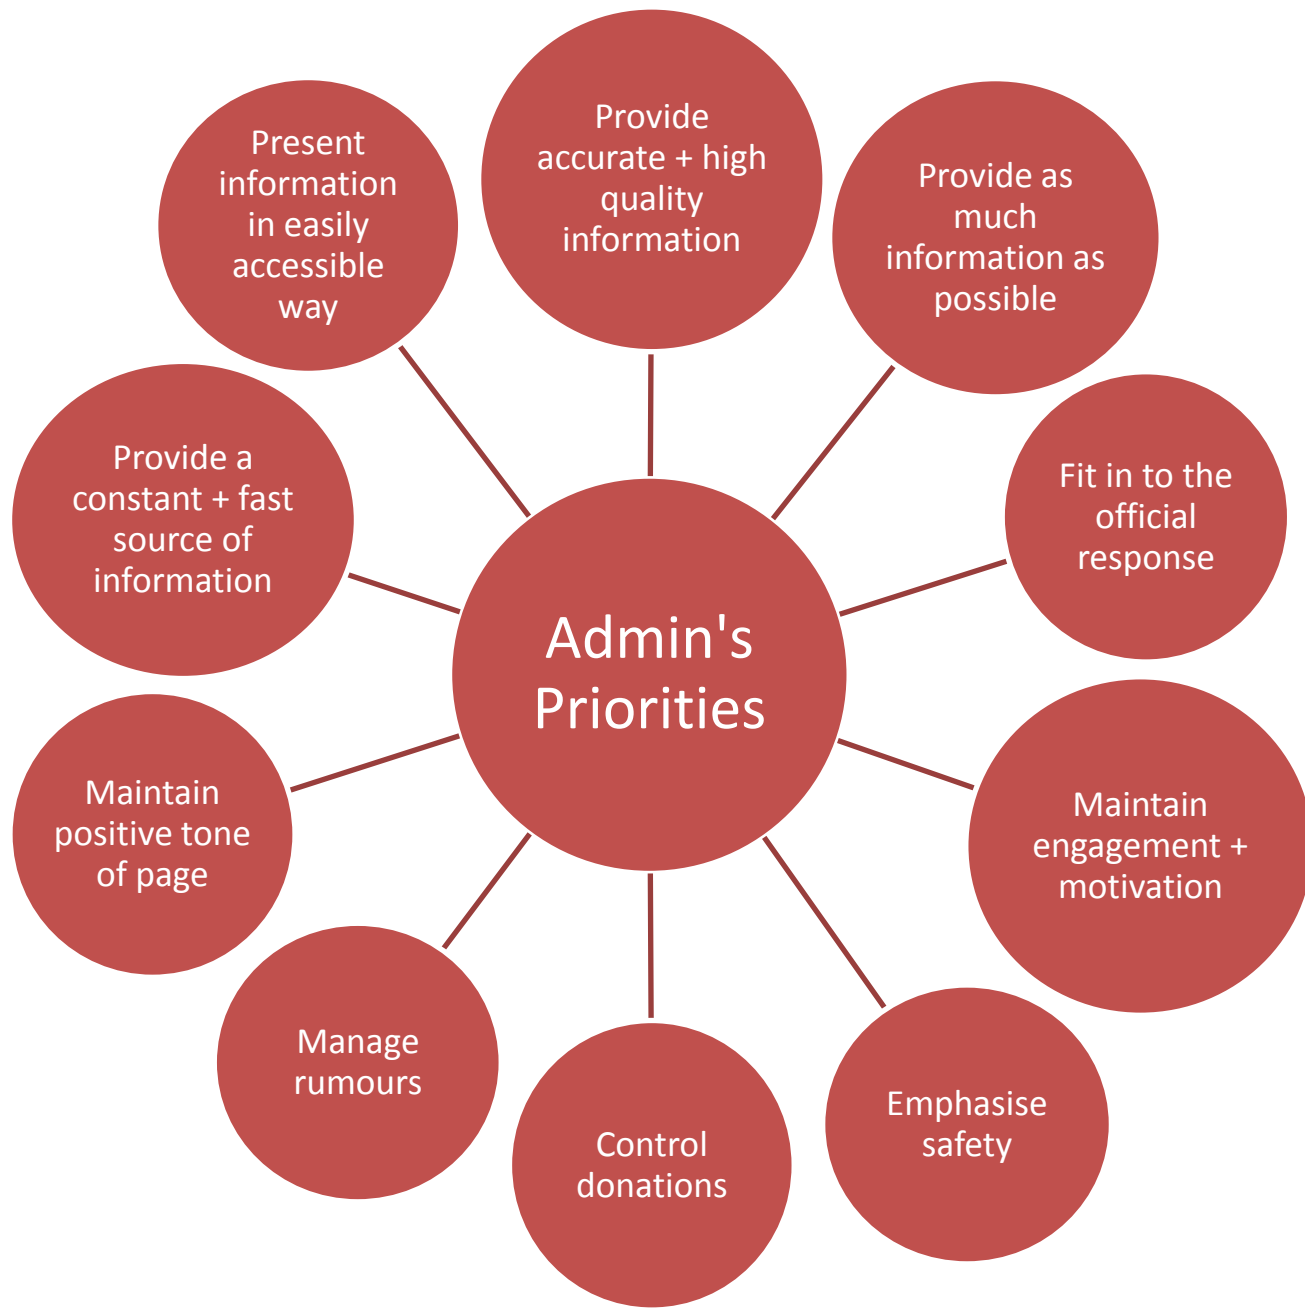 Provide
accurate + high
quality
information
Provide as
much
information as
possible
Fit in to the
official
response
Maintain
engagement +
motivation
Emphasise
safety
Control
donations
Manage
rumours
Maintain
positive tone
of page
Provide a
constant + fast
source of
information
Present
information
in easily
accessible
way
Admin's
Priorities